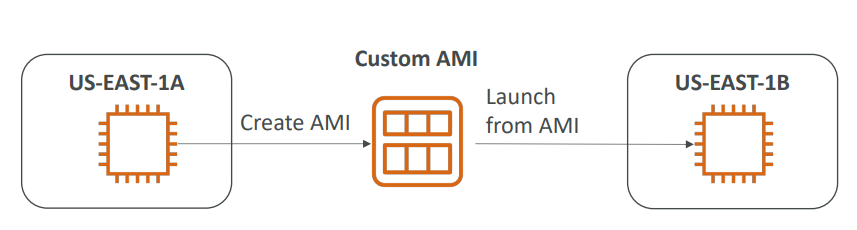 Custom AMI
US-EAST-1A
Create AMI
Launch
from AMI
US-EAST-1B